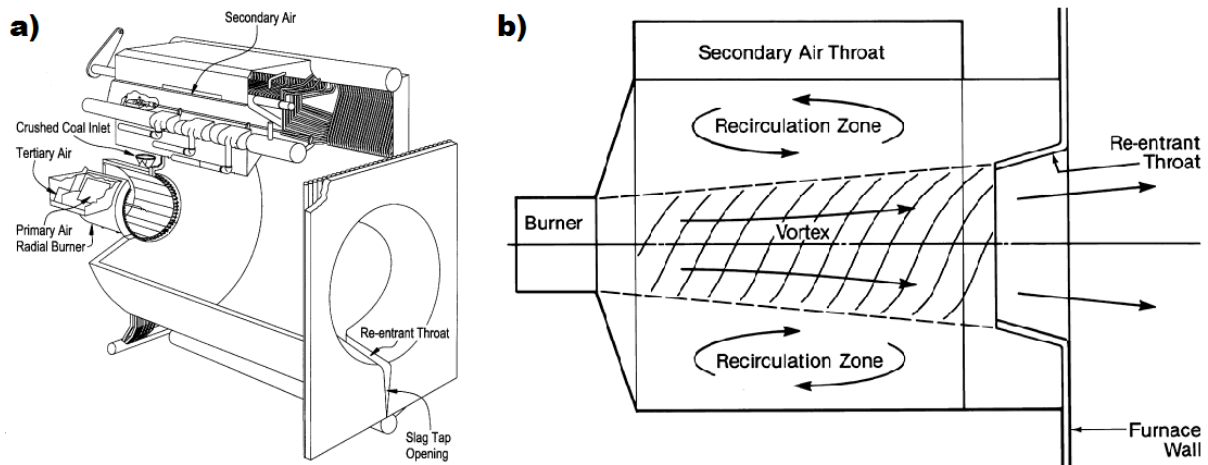 a)
Secondary Air
Crushed Coal Inlet
Tertiary Air
Primary Air
Radial Burner
Re-entrant Throat
Slag Tap
Opening
b)
Secondary Air Throat
Recirculation Zone
Re-entrant
Throat
Burner
Vortex
Recirculation Zone
Furnace
Wall